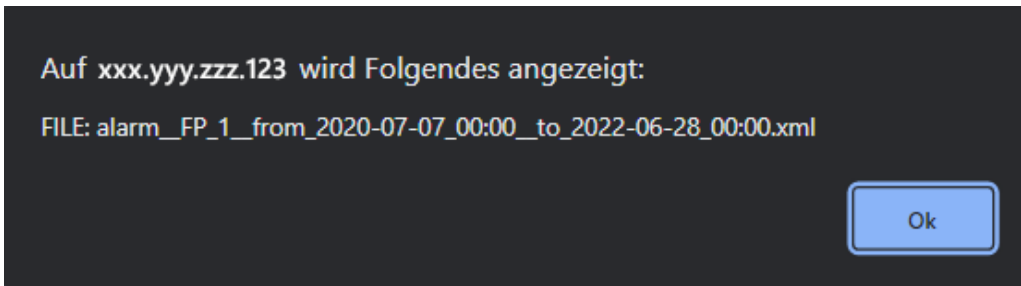 Auf xxx.yyy.zzz.123 wird Folgendes angezeigt:
FILE: alarm__FP_1__from_2020-07-07_00:00__to_2022-06-28_00:00.xml
Ok